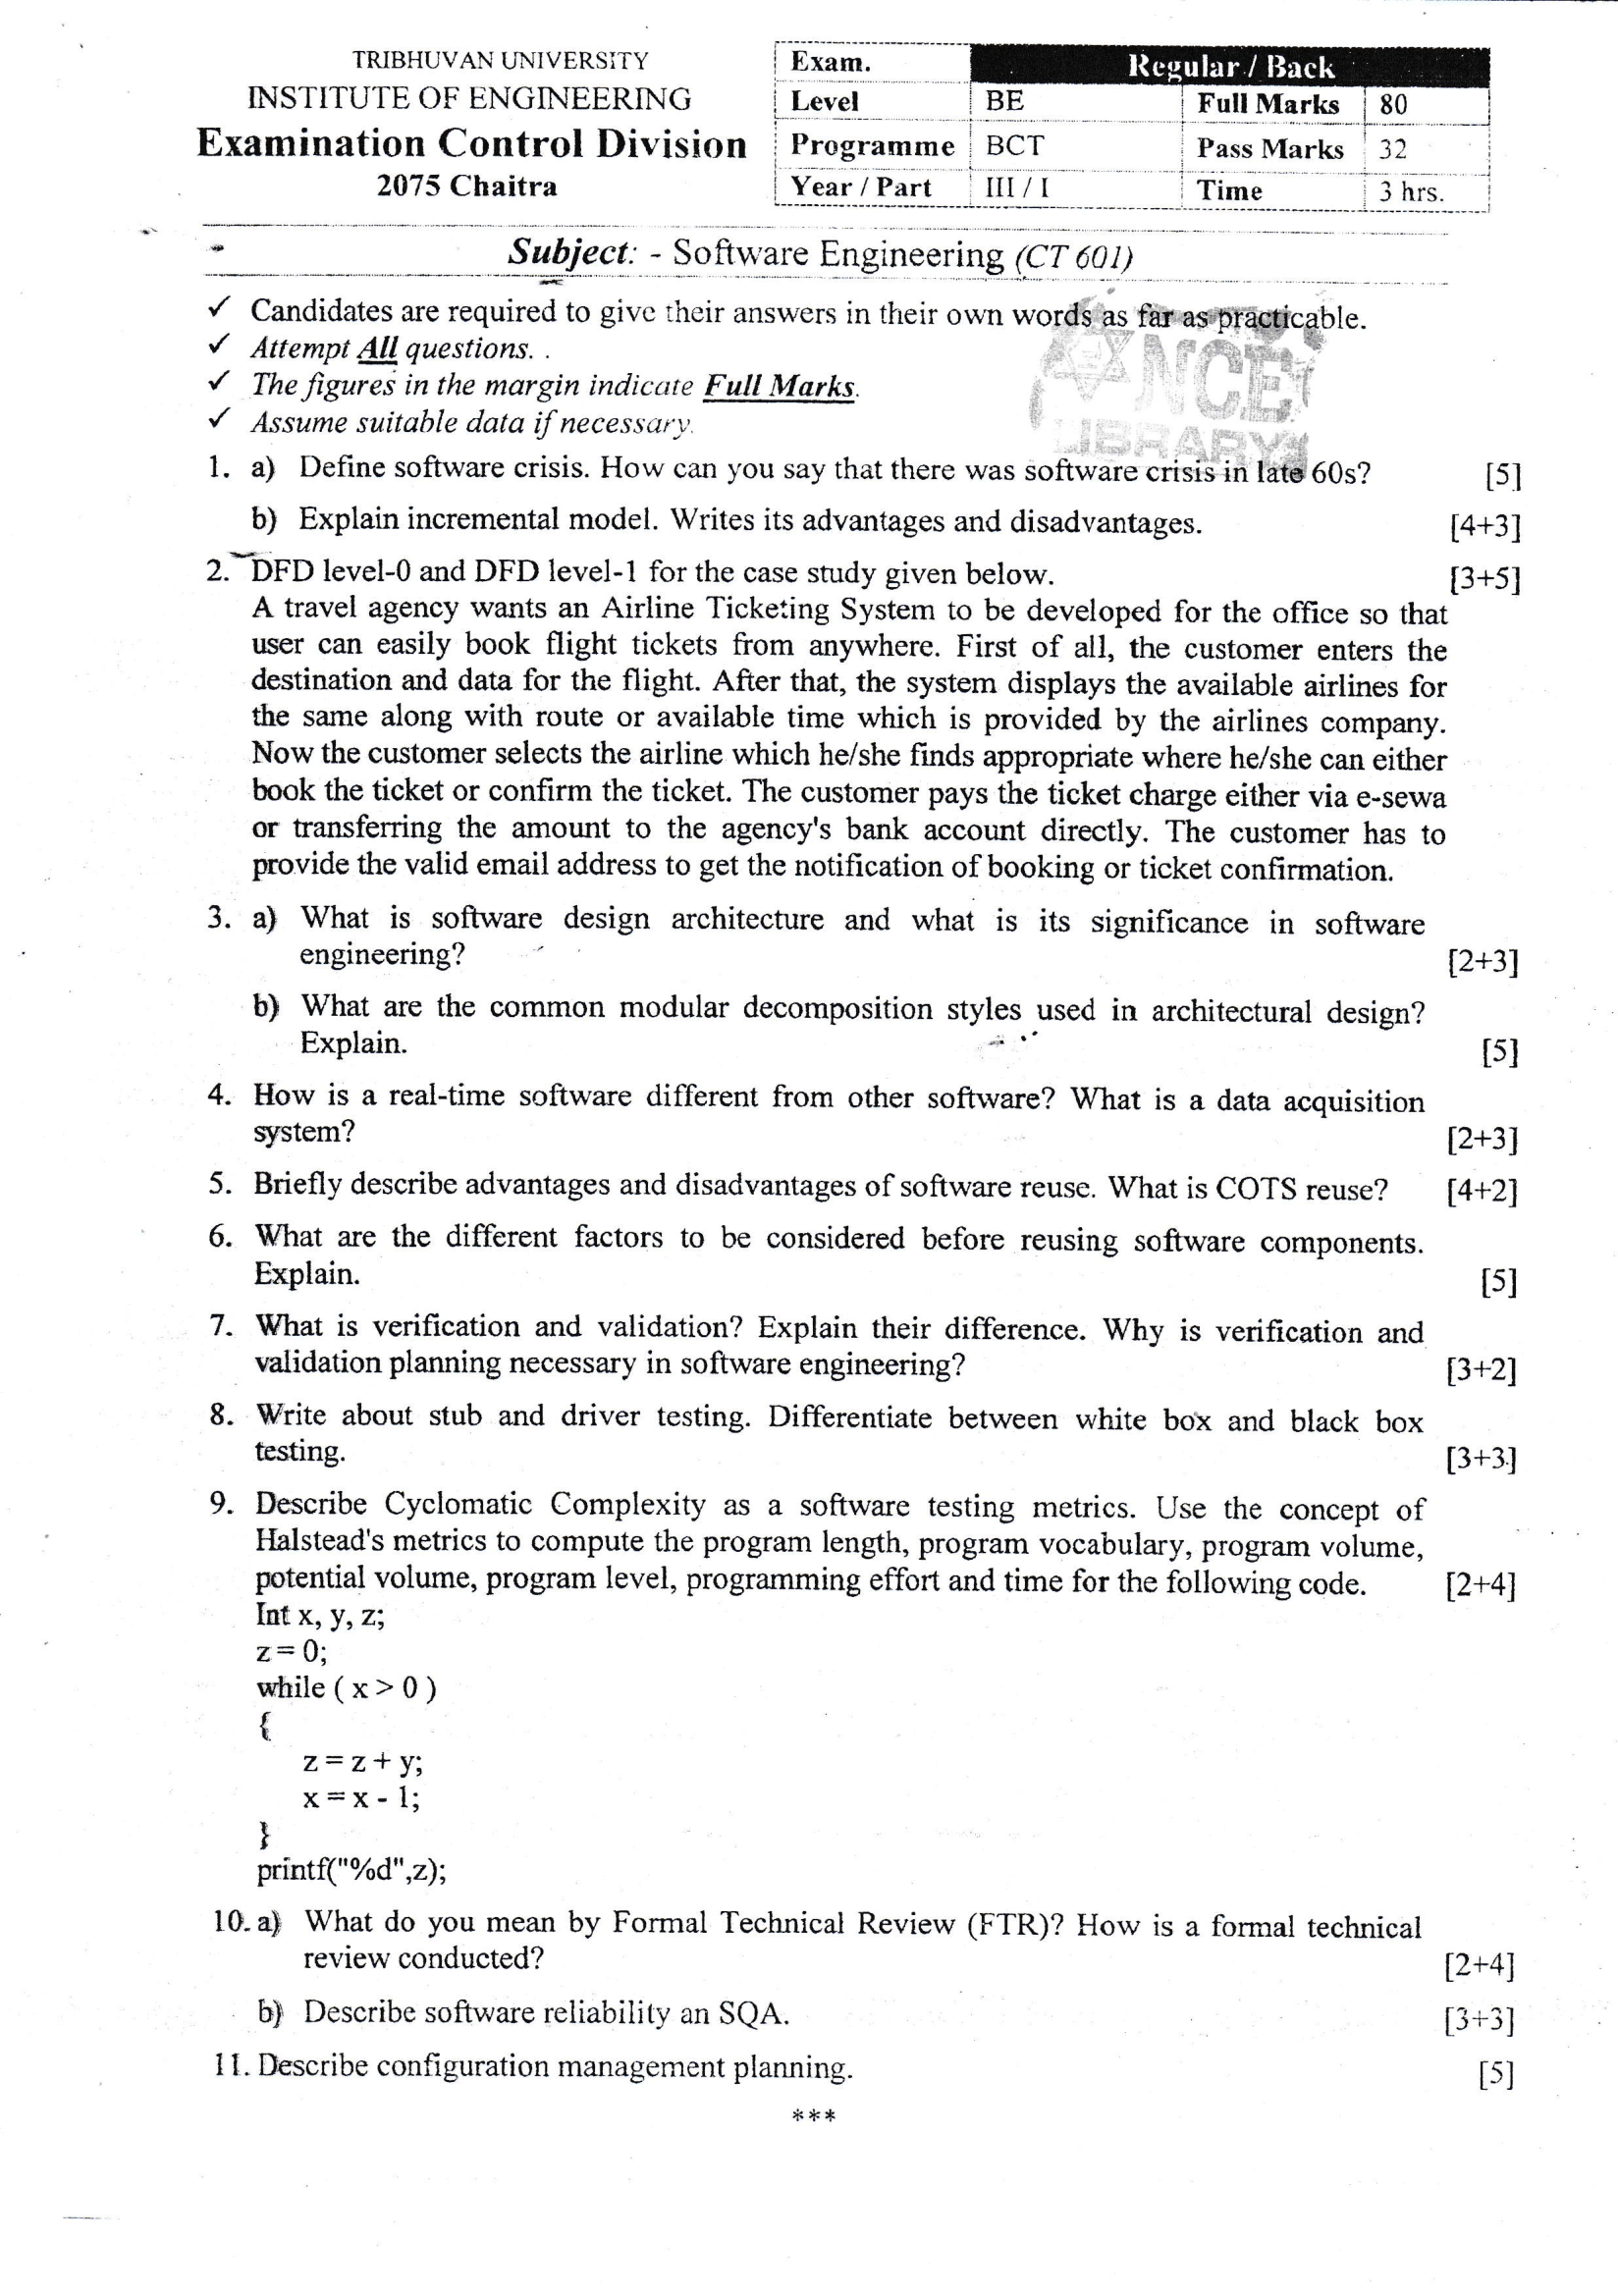 TRIBHUVAN UNIVERSITY
INSTITUTE OF ENGINEERING
Examination Control Division
2075 Chaitra
Exam. Regular / Back
Level BE Full Marks 80
Programme BCT Pass Marks 32
Year / Part III / I Time 3 hrs.
Subject: - Software Engineering (CT 601)
✓ Candidates are required to give their answers in their own words as far as practicable.
✓ Attempt All questions. .
✓ The figures in the margin indicate Full Marks.
✓ Assume suitable data if necessary.
NCE
LIBRARY
1. a) Define software crisis. How can you say that there was software crisis in late 60s? [5]
b) Explain incremental model. Writes its advantages and disadvantages. [4+3]
2. DFD level-0 and DFD level-1 for the case study given below. [3+5]
A travel agency wants an Airline Ticketing System to be developed for the office so that
user can easily book flight tickets from anywhere. First of all, the customer enters the
destination and data for the flight. After that, the system displays the available airlines for
the same along with route or available time which is provided by the airlines company.
Now the customer selects the airline which he/she finds appropriate where he/she can either
book the ticket or confirm the ticket. The customer pays the ticket charge either via e-sewa
or transferring the amount to the agency's bank account directly. The customer has to
provide the valid email address to get the notification of booking or ticket confirmation.
3. a) What is software design architecture and what is its significance in software
engineering? [2+3]
b) What are the common modular decomposition styles used in architectural design?
Explain. [5]
4. How is a real-time software different from other software? What is a data acquisition
system? [2+3]
5. Briefly describe advantages and disadvantages of software reuse. What is COTS reuse? [4+2]
6. What are the different factors to be considered before reusing software components.
Explain. [5]
7. What is verification and validation? Explain their difference. Why is verification and
validation planning necessary in software engineering? [3+2]
8. Write about stub and driver testing. Differentiate between white box and black box
testing. [3+3]
9. Describe Cyclomatic Complexity as a software testing metrics. Use the concept of
Halstead's metrics to compute the program length, program vocabulary, program volume,
potential volume, program level, programming effort and time for the following code. [2+4]
Int x, y, z;
z = 0;
while ( x > 0 )
{
z = z + y;
x = x - 1;
}
printf("%d",z);
10. a) What do you mean by Formal Technical Review (FTR)? How is a formal technical
review conducted? [2+4]
b) Describe software reliability an SQA. [3+3]
11. Describe configuration management planning. [5]
***